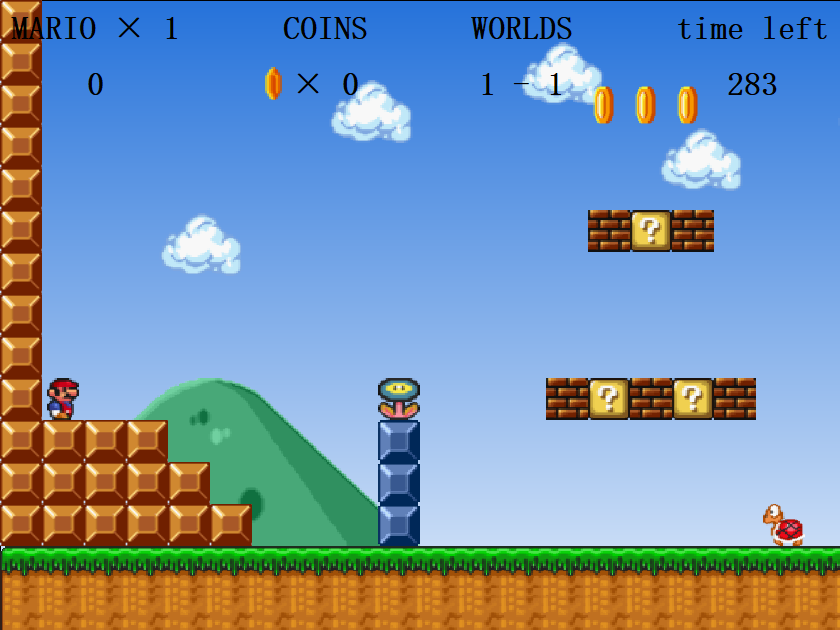 MARIO × 1 COINS WORLDS time left
0 × 0 1 - 1 283
?
? ?